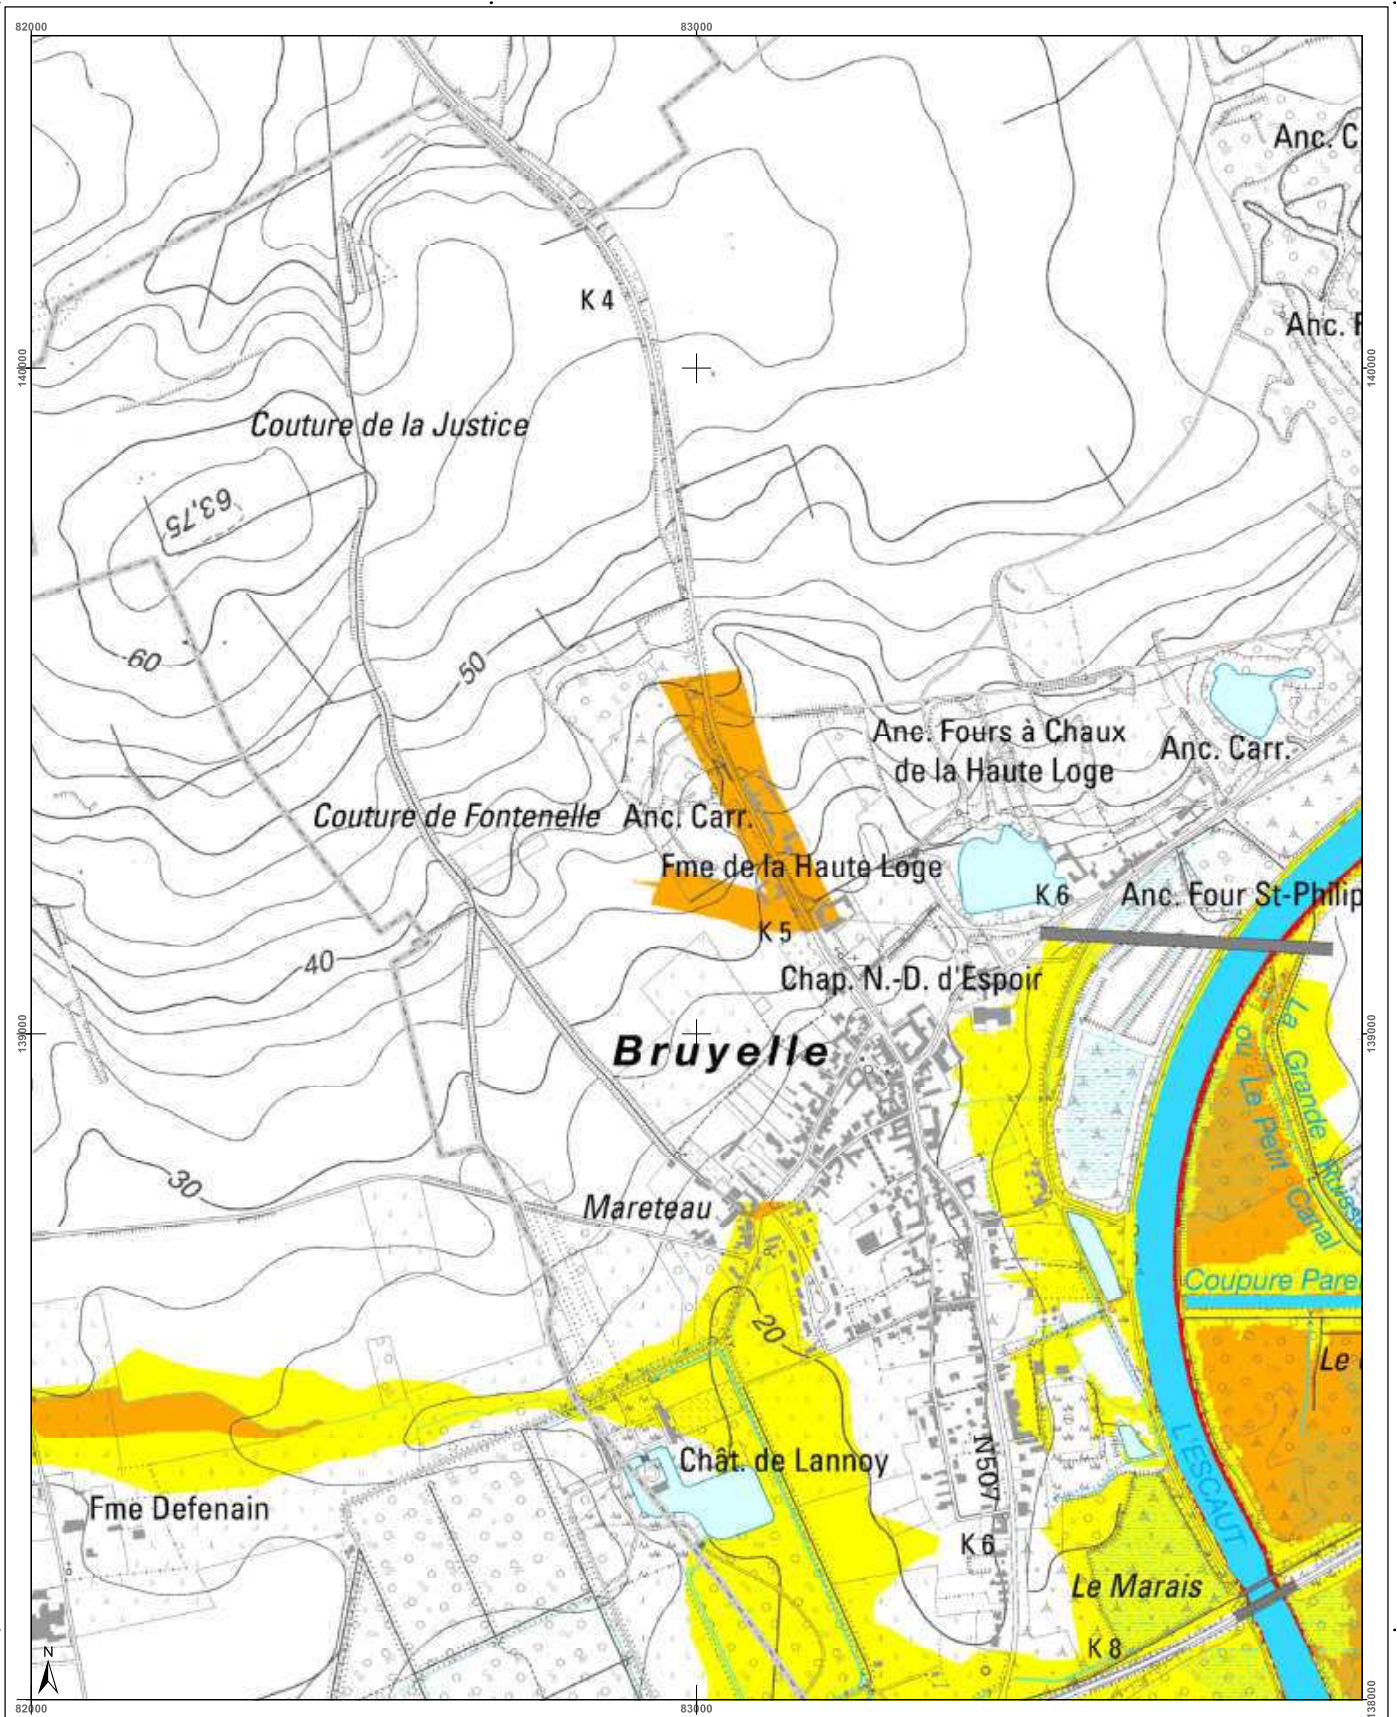 82000
83000
Anc. C
K 4
Anc. F
140000
140000
Couture de la Justice
63,75
60
50
Anc. Fours à Chaux
de la Haute Loge
Anc. Carr.
Couture de Fontenelle
Anc. Carr.
Fme de la Haute Loge
K 6
Anc. Four St-Philip
K 5
40
Chap. N.-D. d'Espoir
139000
139000
Bruyelle
La Grande
ou Le Petit Canal
30
Mareteau
Coupure Pare
20
Le
Chât. de Lannoy
N507
L'ESCAUT
Fme Defenain
K 6
Le Marais
K 8
N
82000
83000
138000